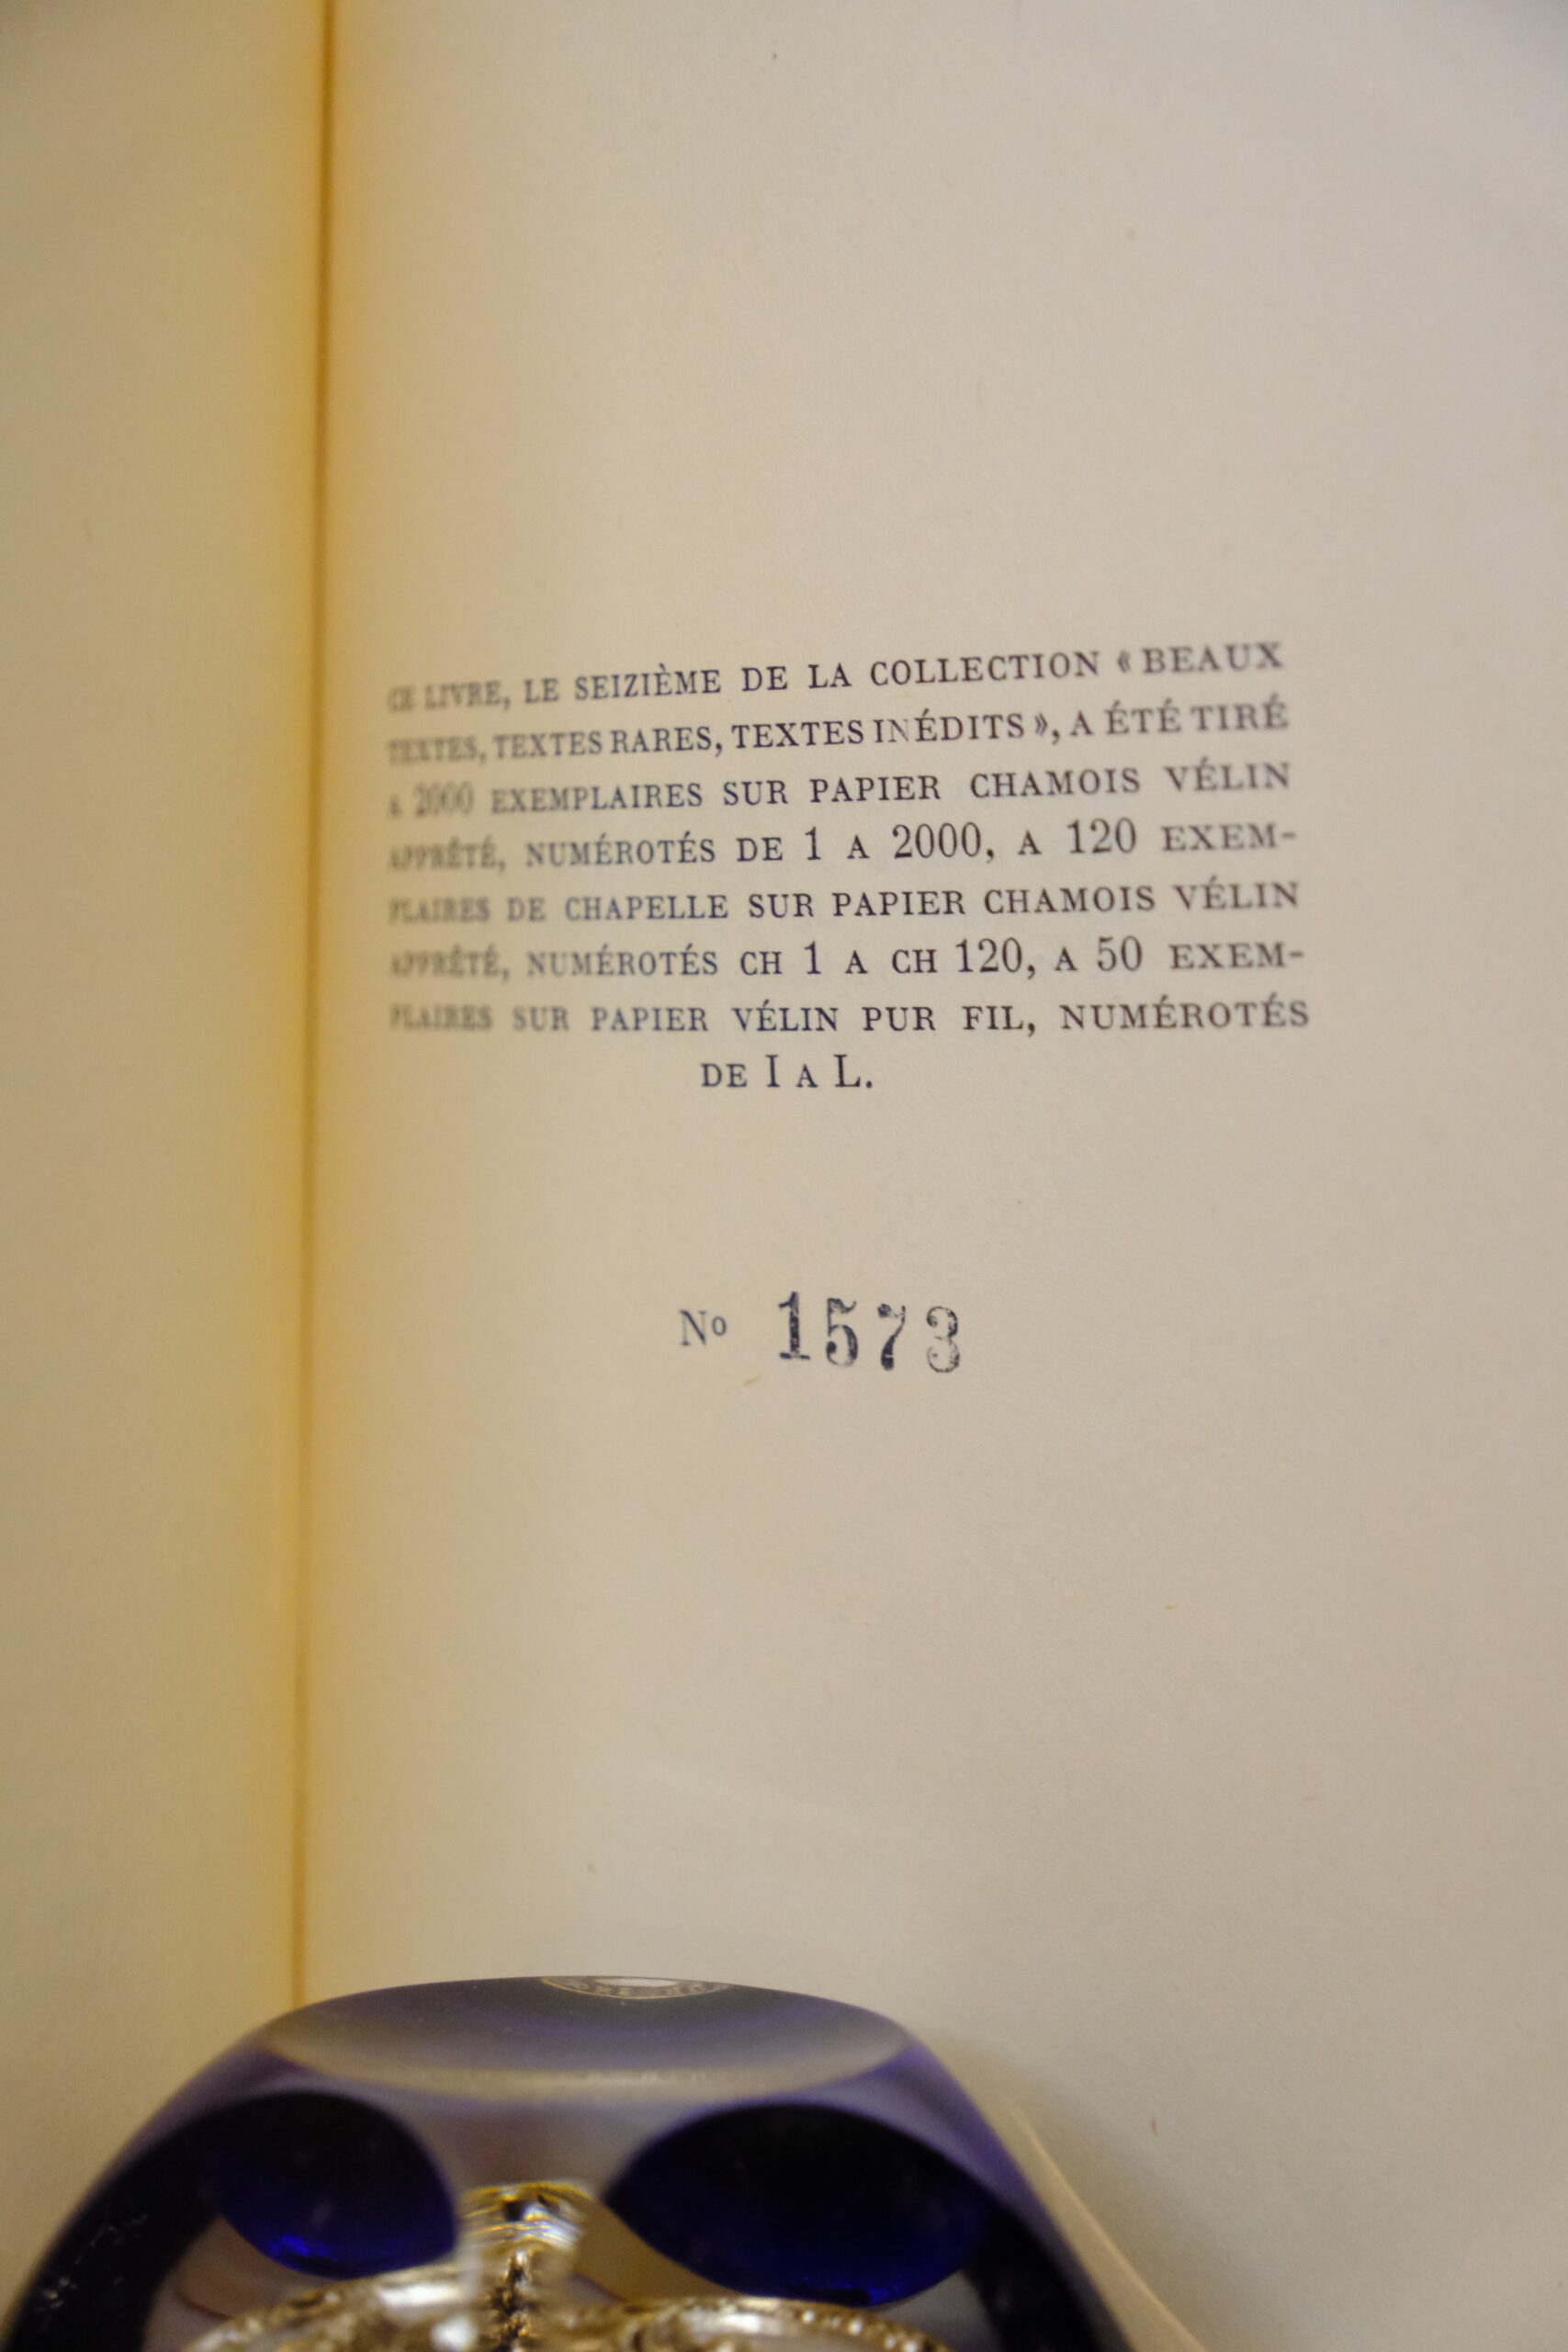 CE LIVRE, LE SEIZIÈME DE LA COLLECTION « BEAUX
TEXTES, TEXTES RARES, TEXTES INÉDITS », A ÉTÉ TIRÉ
A 2000 EXEMPLAIRES SUR PAPIER CHAMOIS VÉLIN
APPRÊTÉ, NUMÉROTÉS DE 1 A 2000, A 120 EXEM-
PLAIRES DE CHAPELLE SUR PAPIER CHAMOIS VÉLIN
APPRÊTÉ, NUMÉROTÉS CH 1 A CH 120, A 50 EXEM-
PLAIRES SUR PAPIER VÉLIN PUR FIL, NUMÉROTÉS
DE I A L.
Nº 1573